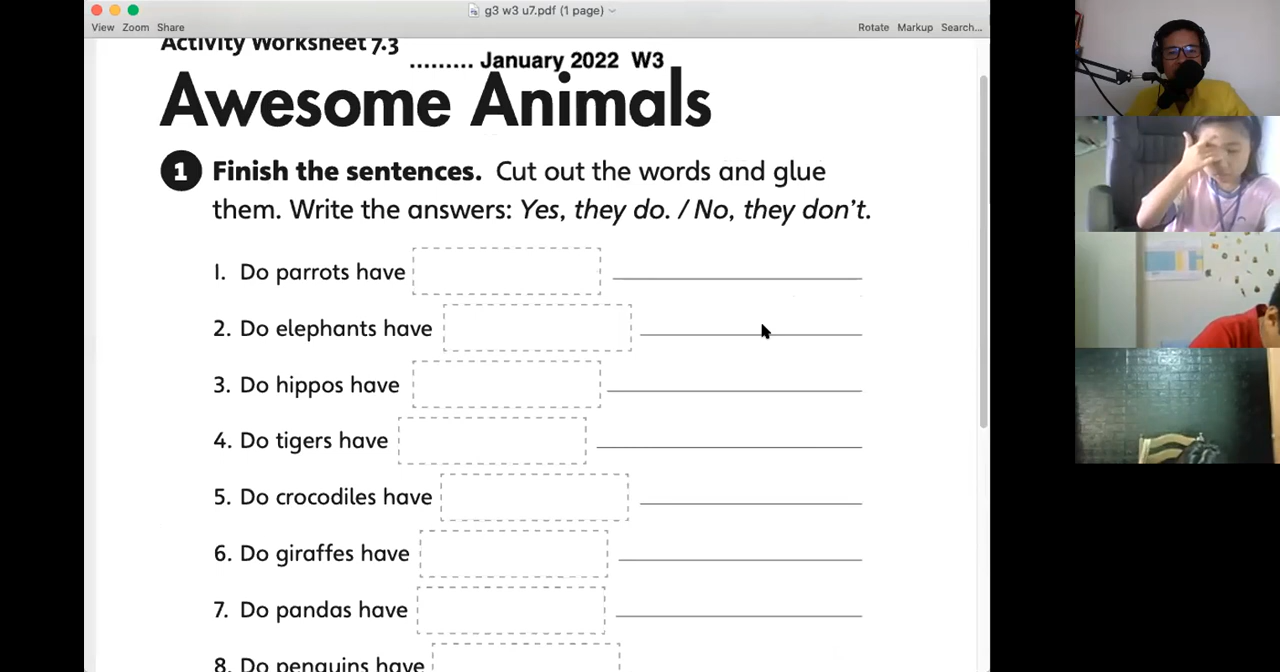 g3 w3 u7.pdf (1 page)
View Zoom Share Rotate Markup Search...
Activity Worksheet 7.3
......... January 2022 W3
Awesome Animals
1 Finish the sentences. Cut out the words and glue
them. Write the answers: Yes, they do. / No, they don't.
1. Do parrots have
2. Do elephants have
3. Do hippos have
4. Do tigers have
5. Do crocodiles have
6. Do giraffes have
7. Do pandas have
8. Do penguins have